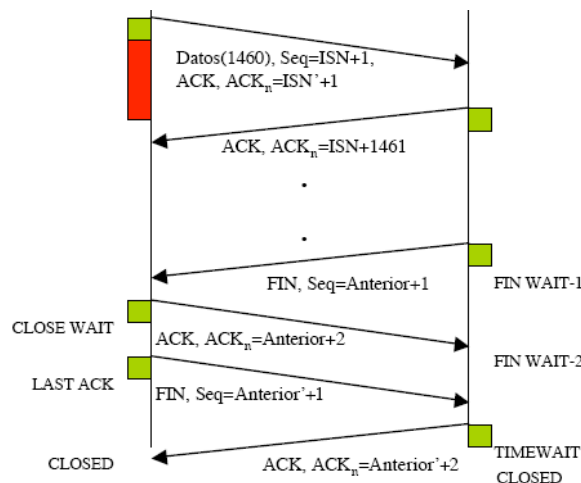 Datos(1460), Seq=ISN+1,
ACK, ACKn=ISN'+1
ACK, ACKn=ISN+1461
FIN, Seq=Anterior+1
FIN WAIT-1
CLOSE WAIT
ACK, ACKn=Anterior+2
FIN WAIT-2
LAST ACK
FIN, Seq=Anterior'+1
CLOSED
ACK, ACKn=Anterior'+2
TIMEWAIT
CLOSED